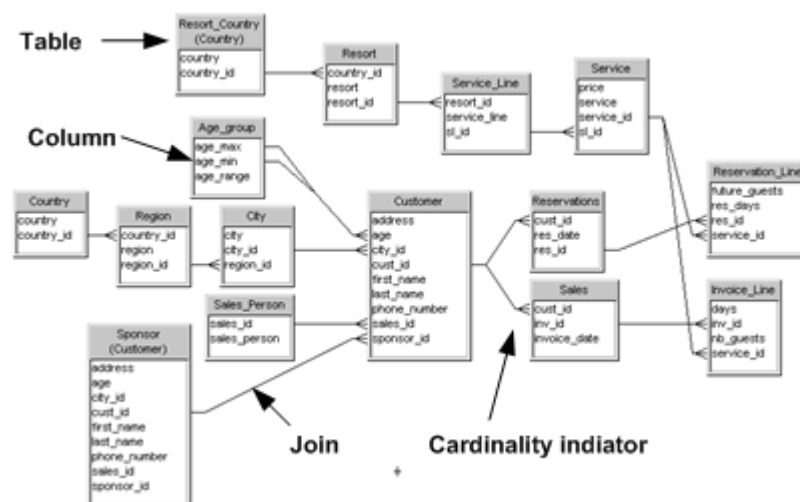 Table
Resort_Country
(Country)
country
country_id
Resort
country_id
resort
resort_id
Service_Line
resort_id
service_line
sl_id
Service
price
service
service_id
sl_id
Column
Age_group
age_max
age_min
age_range
Country
country
country_id
Region
country_id
region
region_id
City
city
city_id
region_id
Customer
address
age
city_id
cust_id
first_name
last_name
phone_number
sales_id
sponsor_id
Reservations
cust_id
res_date
res_id
Reservation_Line
future_guests
res_days
res_id
service_id
Sales_Person
sales_id
sales_person
Sales
cust_id
inv_id
invoice_date
Invoice_Line
days
inv_id
nb_guests
service_id
Sponsor
(Customer)
address
age
city_id
cust_id
first_name
last_name
phone_number
sales_id
sponsor_id
Join
Cardinality indiator
+